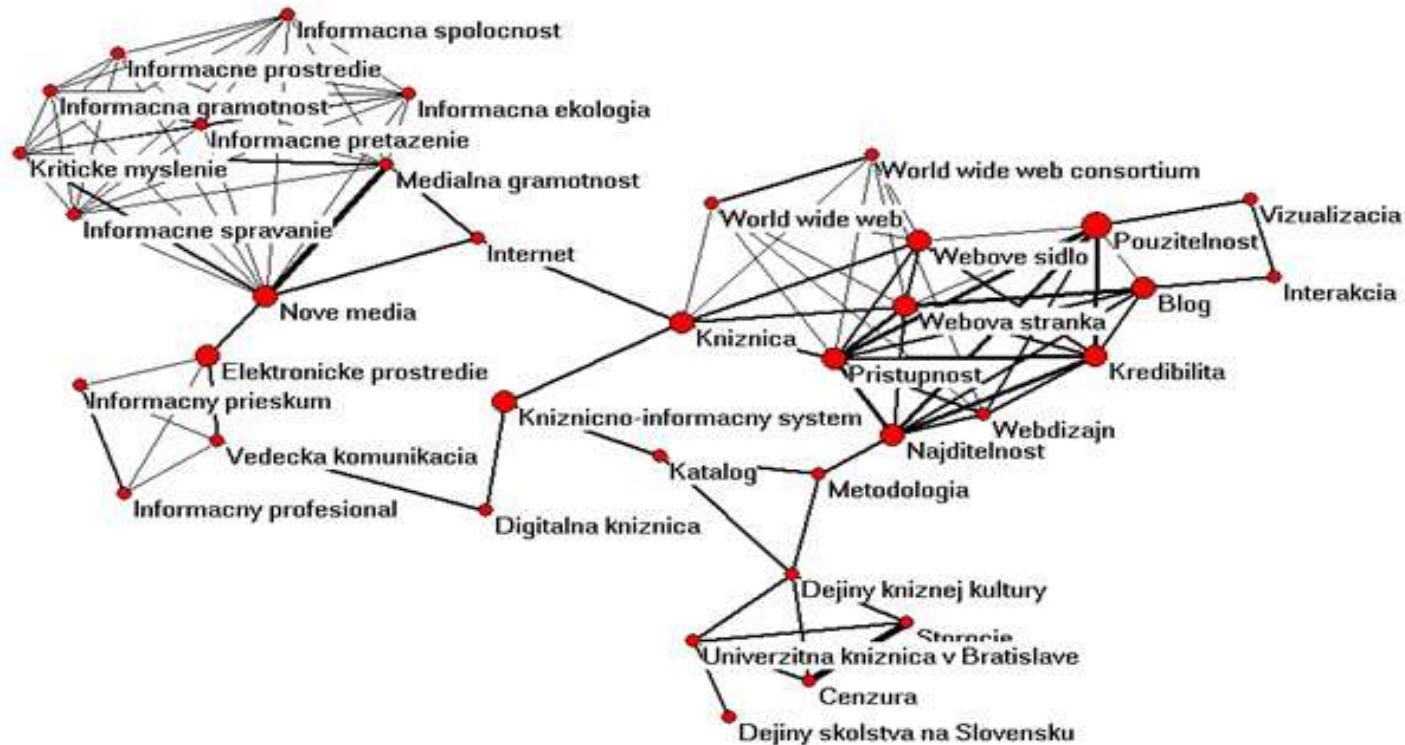 Informacna spolocnost
Informacne prostredie
Informacna gramotnost
Informacna ekologia
Informacne pretazenie
Kriticke myslenie
Medialna gramotnost
Informacne spravanie
Internet
Nove media
World wide web consortium
World wide web
Vizualizacia
Pouzitelnost
Webove sidlo
Interakcia
Blog
Webova stranka
Kniznica
Pristupnost
Kredibilita
Elektronicke prostredie
Informacny prieskum
Kniznicno-informacny system
Webdizajn
Najditelnost
Vedecka komunikacia
Katalog
Metodologia
Informacny profesional
Digitalna kniznica
Dejiny kniznej kultury
Storocie
Univerzitna kniznica v Bratislave
Cenzura
Dejiny skolstva na Slovensku